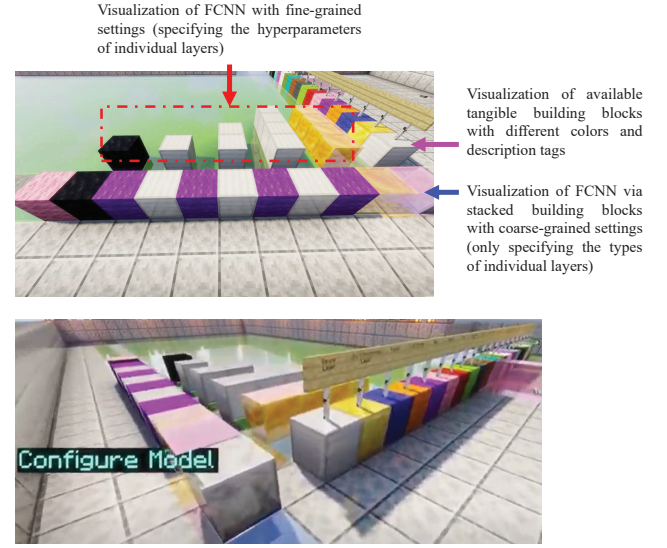 Visualization of FCNN with fine-grained
settings (specifying the hyperparameters
of individual layers)
Visualization of available
tangible building blocks
with different colors and
description tags
Visualization of FCNN via
stacked building blocks
with coarse-grained settings
(only specifying the types
of individual layers)
Configure Model